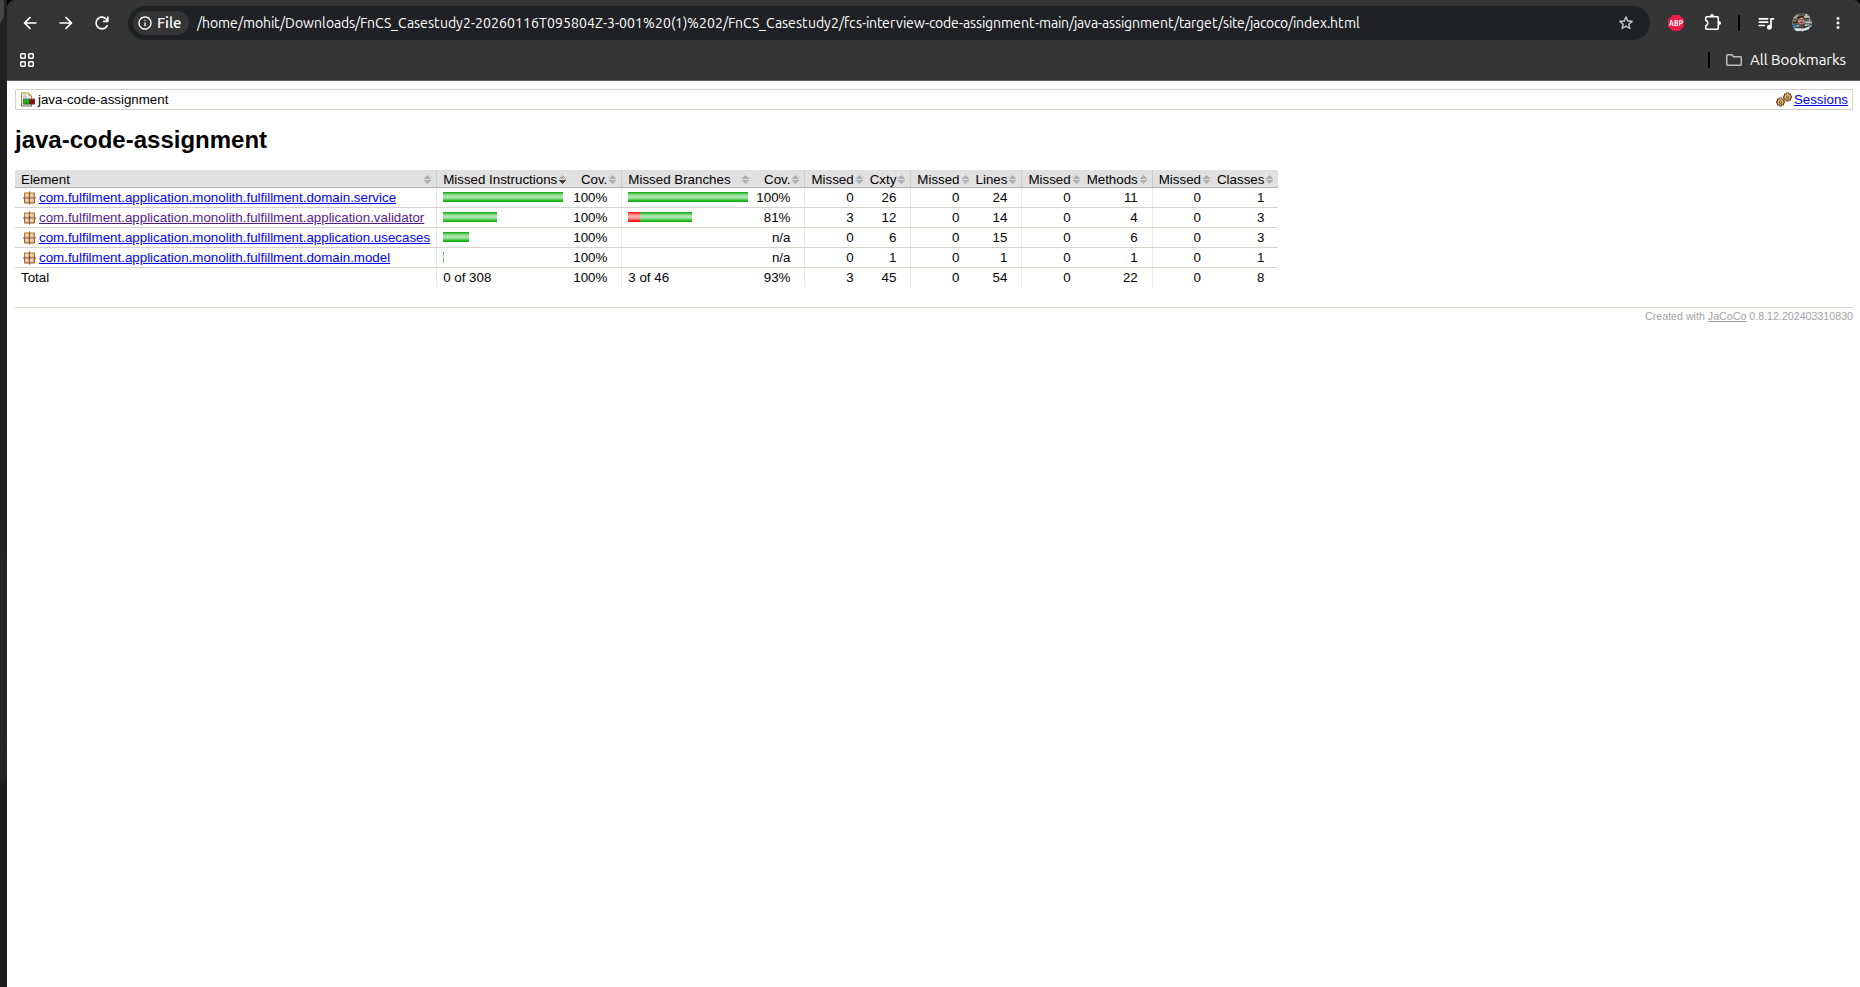 File /home/mohit/Downloads/FnCS_Casestudy2-20260116T095804Z-3-001%20(1)%202/FnCS_Casestudy2/fcs-interview-code-assignment-main/java-assignment/target/site/jacoco/index.html ABP
All Bookmarks
java-code-assignment Sessions
java-code-assignment
Element Missed Instructions Cov. Missed Branches Cov. Missed Cxty Missed Lines Missed Methods Missed Classes
com.fulfilment.application.monolith.fulfillment.domain.service 100% 100% 0 26 0 24 0 11 0 1
com.fulfilment.application.monolith.fulfillment.application.validator 100% 81% 3 12 0 14 0 4 0 3
com.fulfilment.application.monolith.fulfillment.application.usecases 100% n/a 0 6 0 15 0 6 0 3
com.fulfilment.application.monolith.fulfillment.domain.model 100% n/a 0 1 0 1 0 1 0 1
Total 0 of 308 100% 3 of 46 93% 3 45 0 54 0 22 0 8
Created with JaCoCo 0.8.12.202403310830